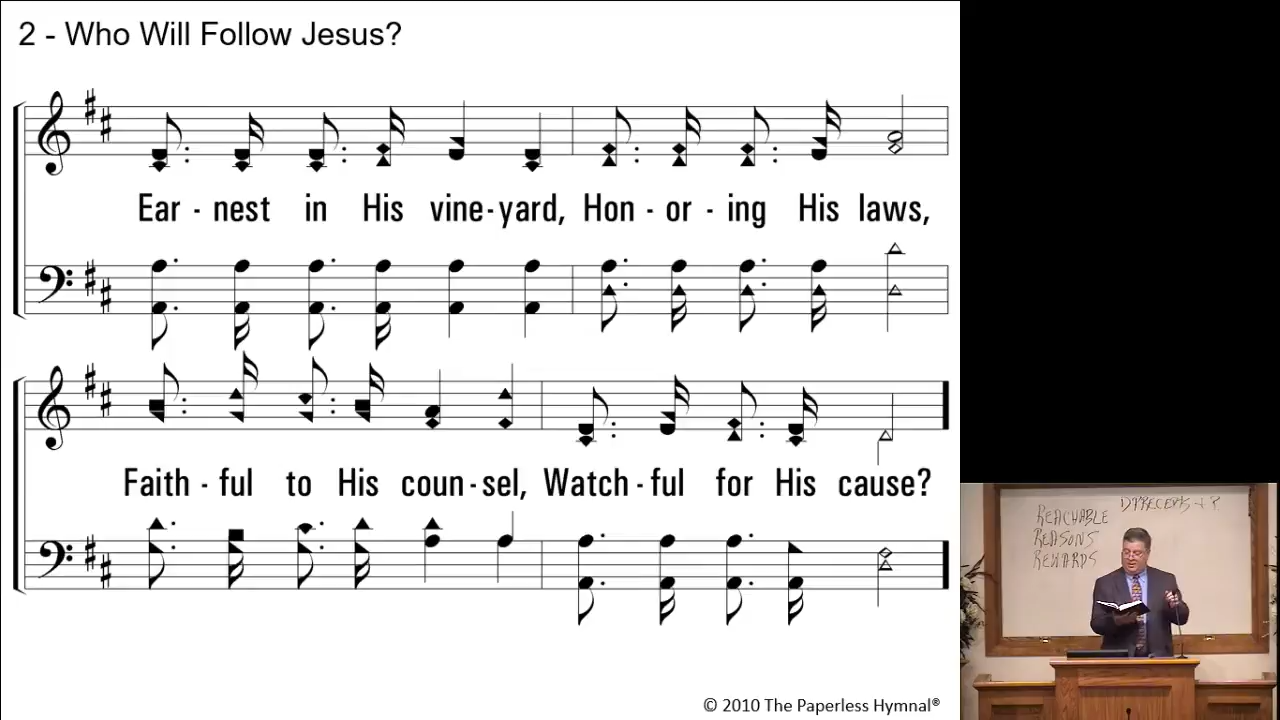 2 - Who Will Follow Jesus?
Ear - nest in His vine - yard, Hon - or - ing His laws,
Faith - ful to His coun - sel, Watch - ful for His cause?
REACHABLE
REASONS
REWARDS
© 2010 The Paperless Hymnal®